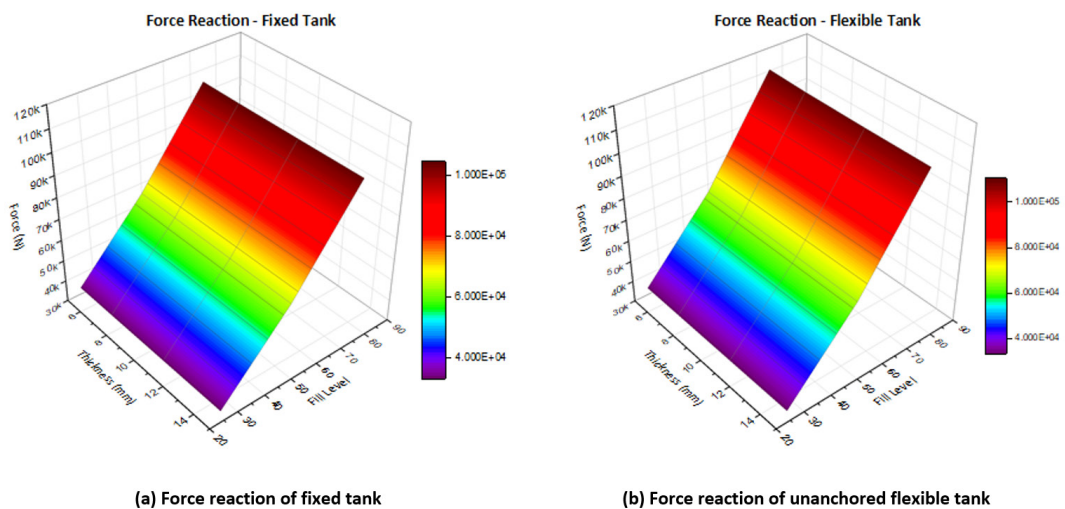 Force Reaction - Fixed Tank
120k
110k
100k
90k
80k
70k
60k
50k
40k
30k
Force (N)
6
8
10
12
14
Thickness (mm)
20
30
40
50
60
70
80
90
Fill Level
1.000E+05
8.000E+04
6.000E+04
4.000E+04
(a) Force reaction of fixed tank
Force Reaction - Flexible Tank
120k
110k
100k
90k
80k
70k
60k
50k
40k
30k
Force (N)
6
8
10
12
14
Thickness (mm)
20
30
40
50
60
70
80
90
Fill Level
1.000E+05
8.000E+04
6.000E+04
4.000E+04
(b) Force reaction of unanchored flexible tank